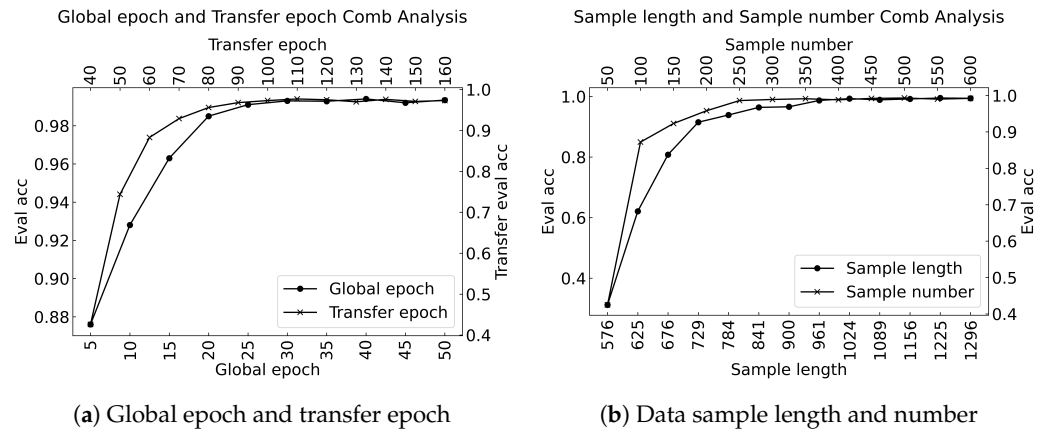 Global epoch and Transfer epoch Comb Analysis
Transfer epoch
40 50 60 70 80 90 100 110 120 130 140 150 160
Eval acc
0.98
0.96
0.94
0.92
0.90
0.88
1.0
0.9
0.8
0.7
0.6
0.5
0.4
Transfer eval acc
Global epoch
Transfer epoch
5 10 15 20 25 30 35 40 45 50
Global epoch
(a) Global epoch and transfer epoch
Sample length and Sample number Comb Analysis
Sample number
50 100 150 200 250 300 350 400 450 500 550 600
Eval acc
1.0
0.8
0.6
0.4
1.0
0.9
0.8
0.7
0.6
0.5
0.4
Eval acc
Sample length
Sample number
576 625 676 729 784 841 900 961 1024 1089 1156 1225 1296
Sample length
(b) Data sample length and number